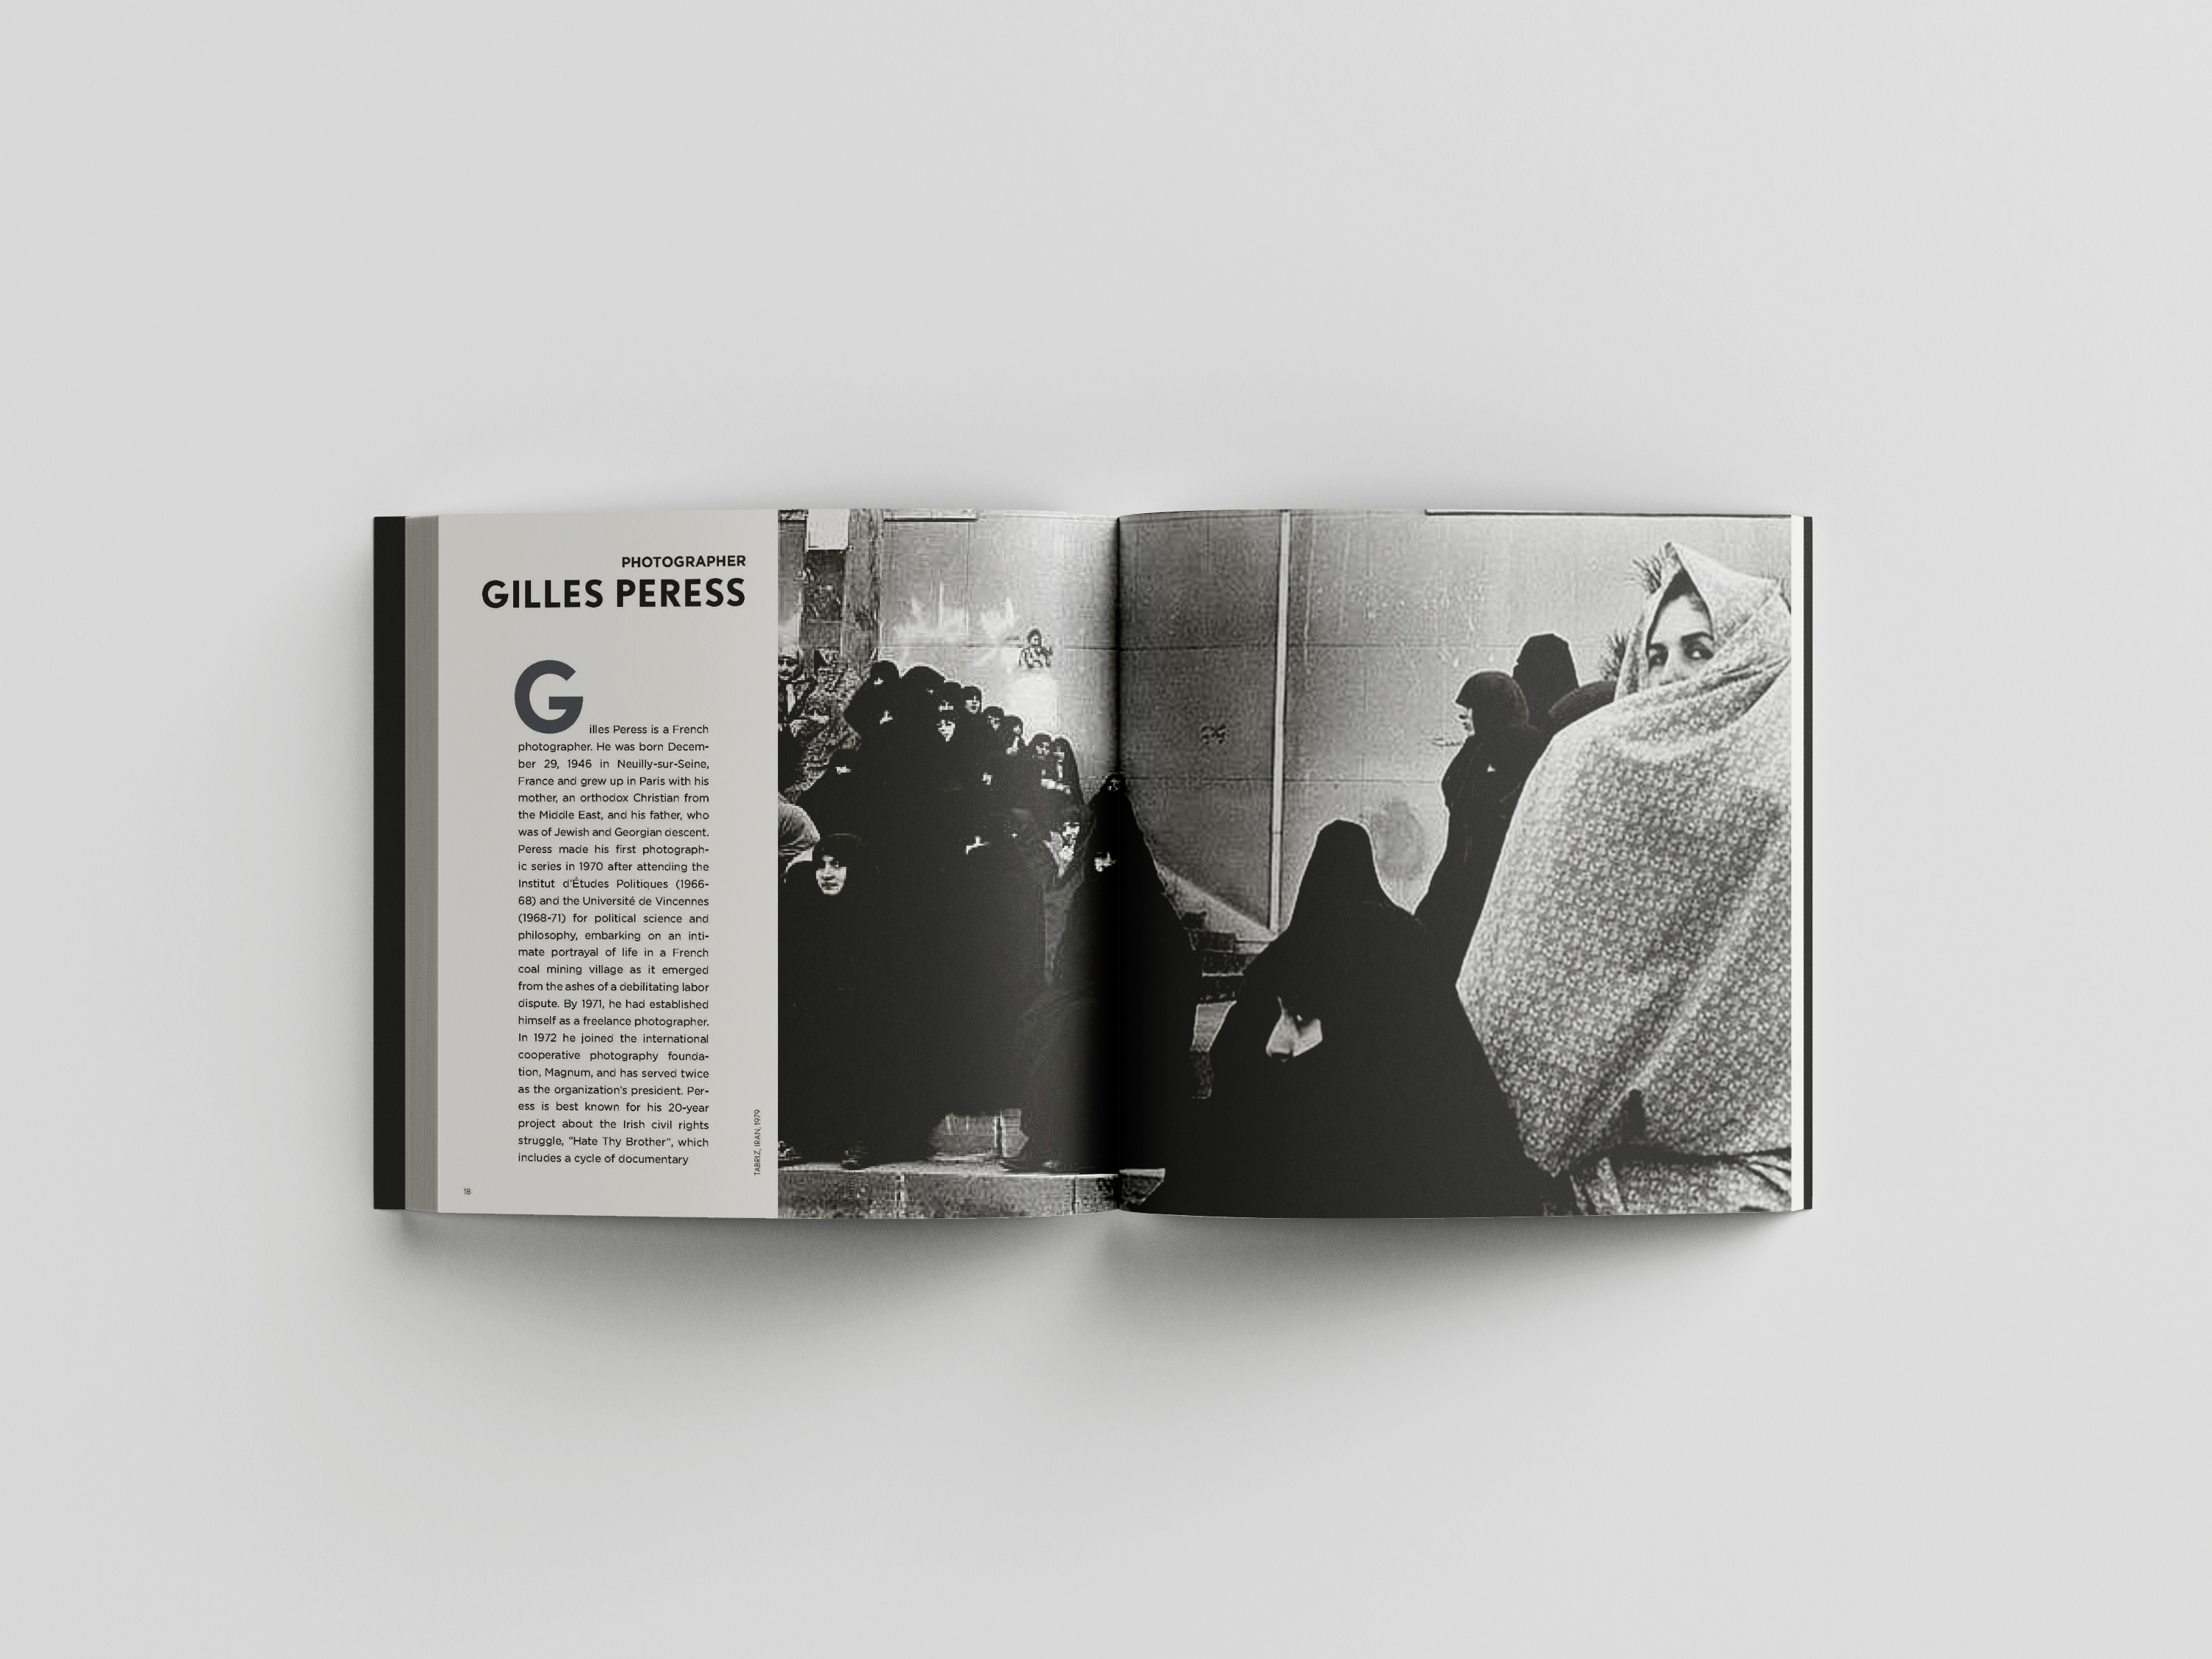 PHOTOGRAPHER
GILLES PERESS
Gilles Peress is a French
photographer. He was born Decem-
ber 29, 1946 in Neuilly-sur-Seine,
France and grew up in Paris with his
mother, an orthodox Christian from
the Middle East, and his father, who
was of Jewish and Georgian descent.
Peress made his first photograph-
ic series in 1970 after attending the
Institut d'Études Politiques (1966-
68) and the Université de Vincennes
(1968-71) for political science and
philosophy, embarking on an inti-
mate portrayal of life in a French
coal mining village as it emerged
from the ashes of a debilitating labor
dispute. By 1971, he had established
himself as a freelance photographer.
In 1972 he joined the international
cooperative photography founda-
tion, Magnum, and has served twice
as the organization's president. Per-
ess is best known for his 20-year
project about the Irish civil rights
struggle, "Hate Thy Brother", which
includes a cycle of documentary
TABRIZ, IRAN, 1979
18